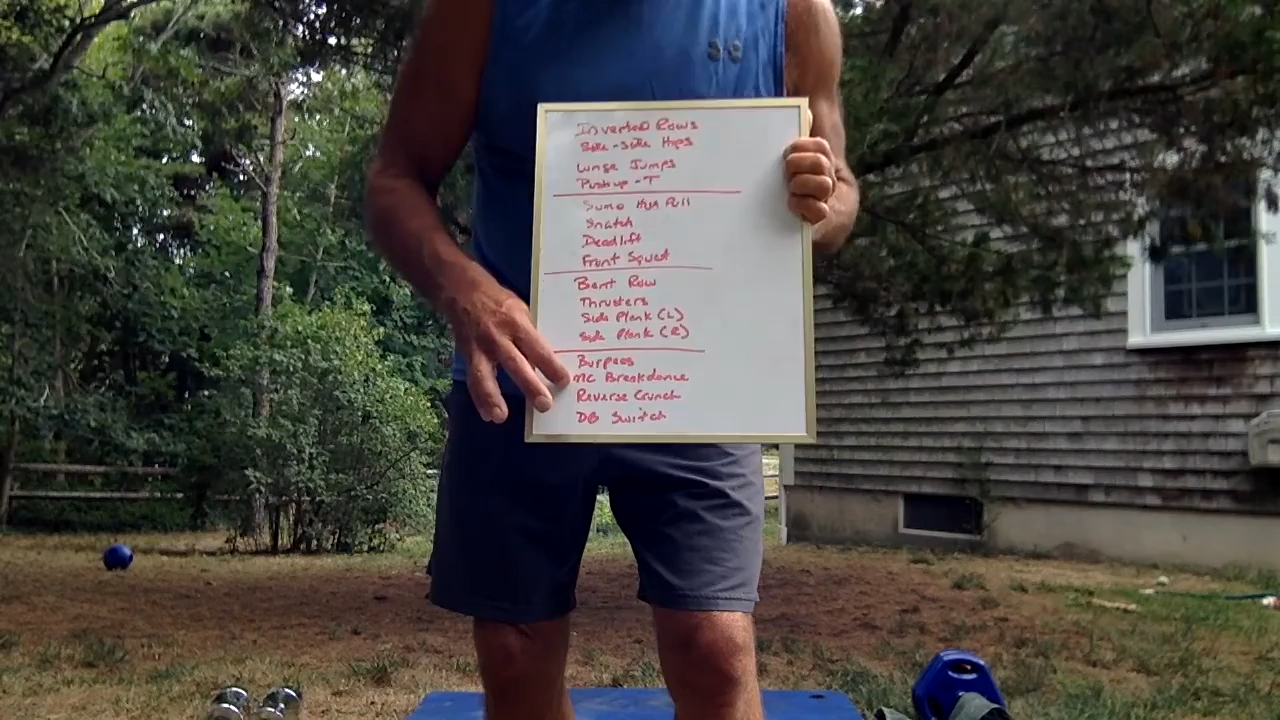 Inverted Rows
Side-Side Hops
Lunge Jumps
Pushup-T
Sumo High Pull
Snatch
Deadlift
Front Squat
Bent Row
Thrusters
Side Plank (L)
Side Plank (R)
Burpees
MC Breakdance
Reverse Crunch
DB Switch